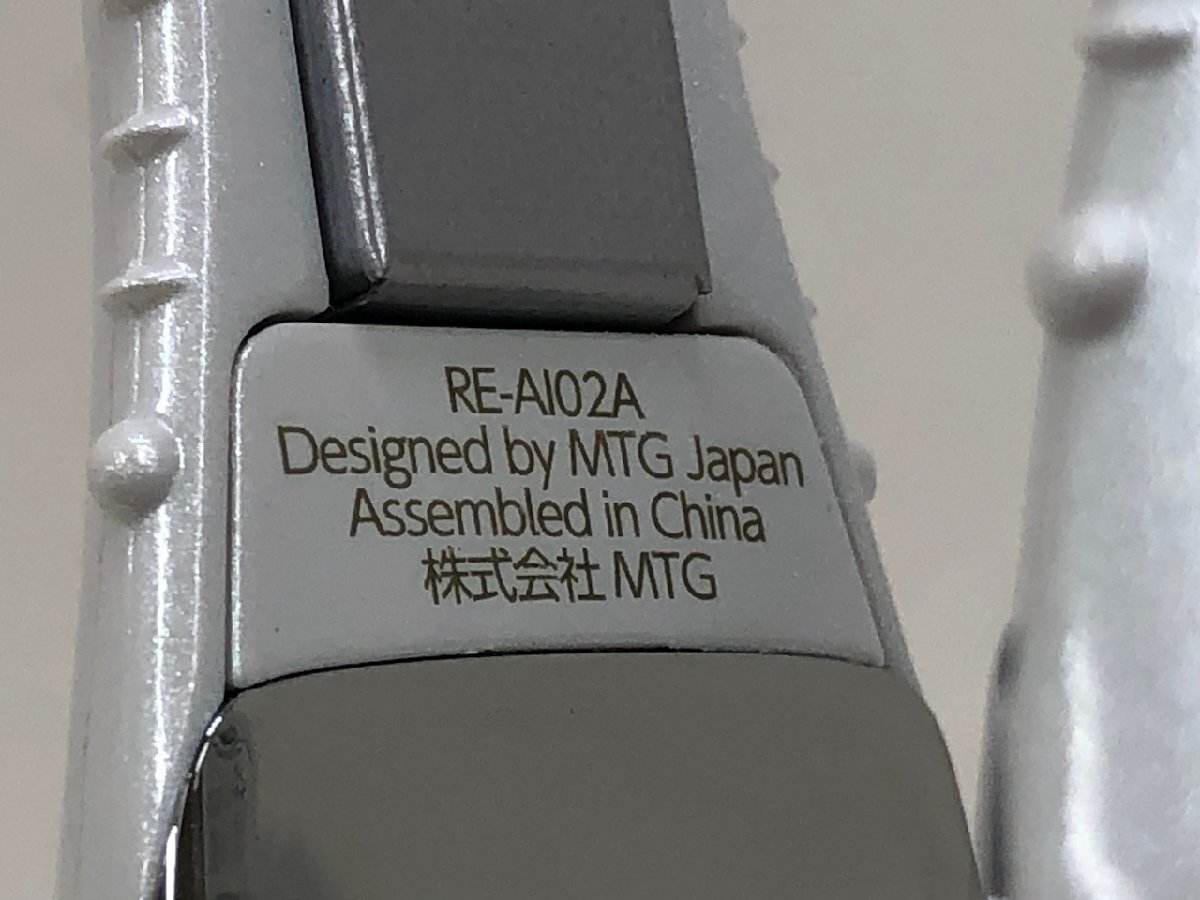 RE-AI02A
Designed by MTG Japan
Assembled in China
株式会社 MTG